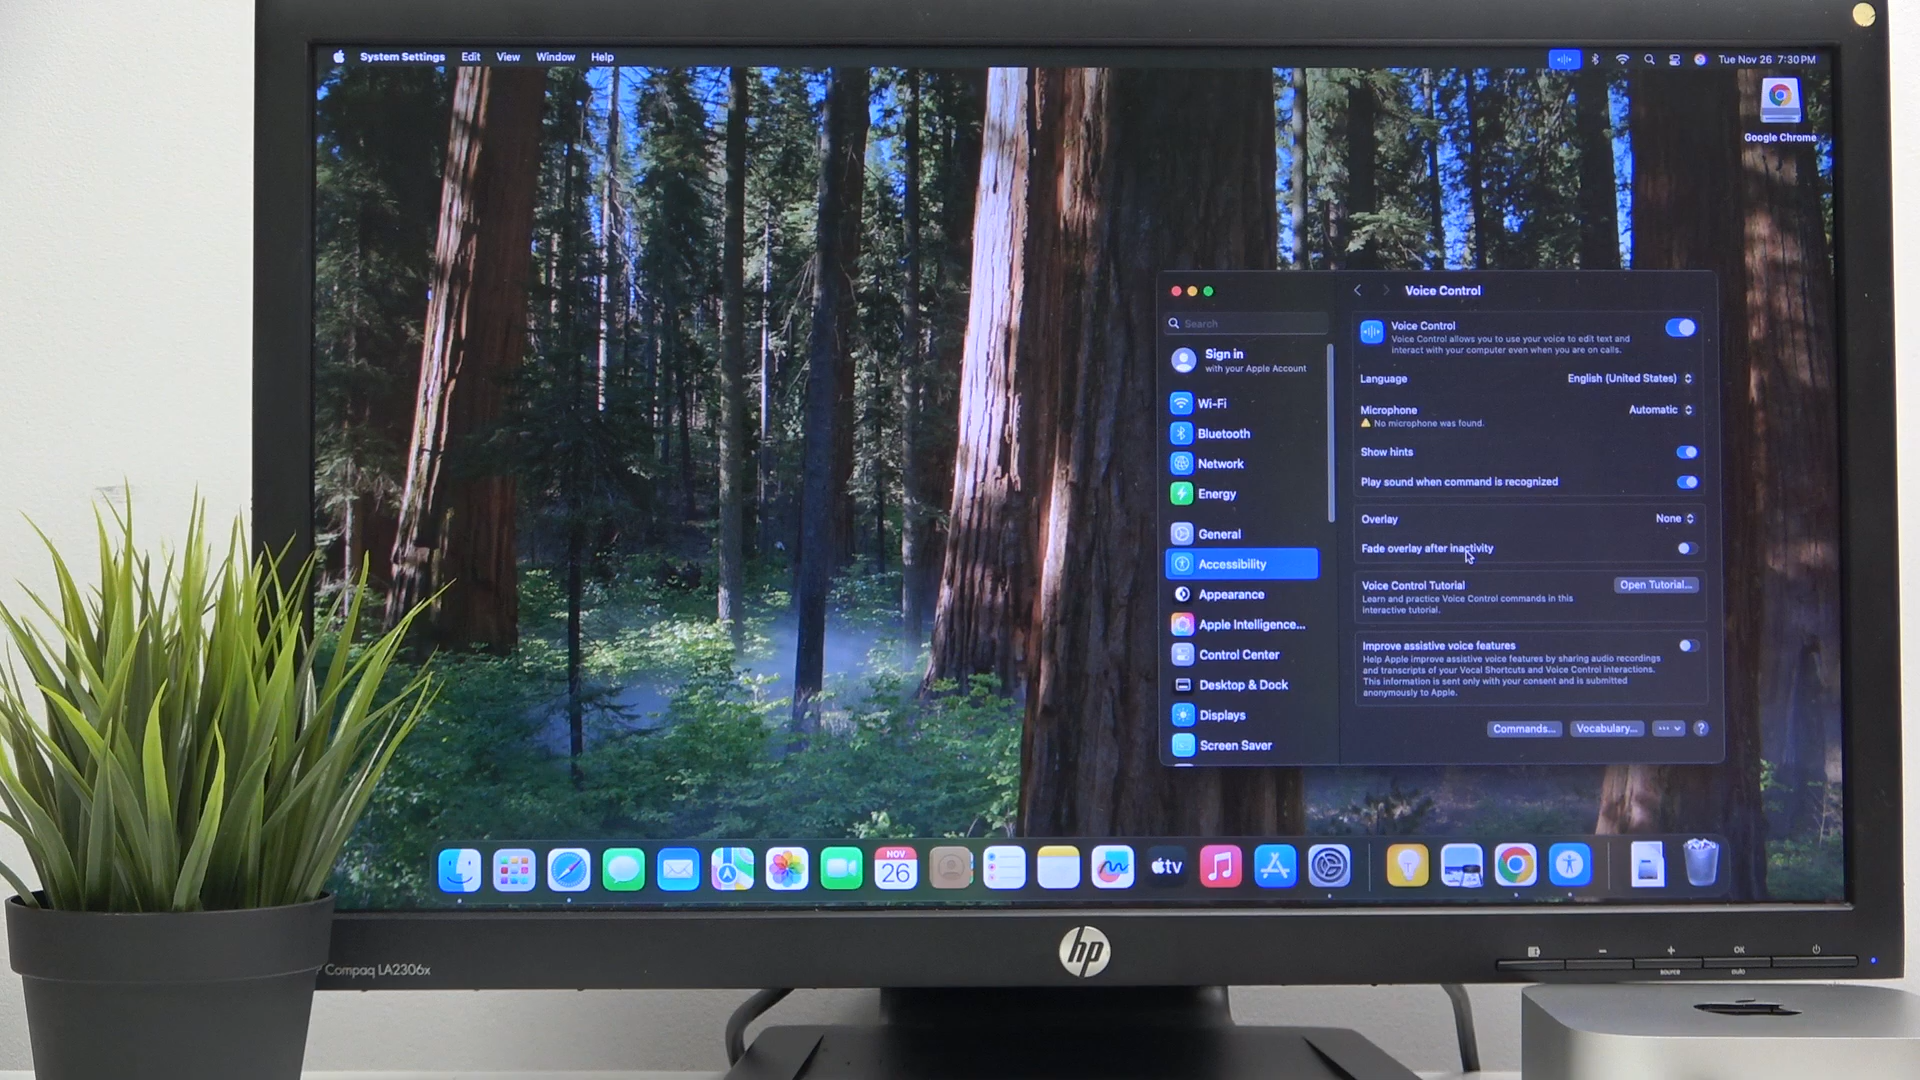 System Settings Edit View Window Help
Tue Nov 26 7:30 PM
Google Chrome
Voice Control
Search
Sign in
with your Apple Account
Wi-Fi
Bluetooth
Network
Energy
General
Accessibility
Appearance
Apple Intelligence...
Control Center
Desktop & Dock
Displays
Screen Saver
Voice Control
Voice Control allows you to use your voice to edit text and
interact with your computer even when you are on calls.
Language English (United States)
Microphone Automatic
No microphone was found.
Show hints
Play sound when command is recognized
Overlay None
Fade overlay after inactivity
Voice Control Tutorial Open Tutorial...
Learn and practice Voice Control commands in this
interactive tutorial.
Improve assistive voice features
Help Apple improve assistive voice features by sharing audio recordings
and transcripts of your Vocal Shortcuts and Voice Control interactions.
This information is sent only with your consent and is submitted
anonymously to Apple.
Commands... Vocabulary... ... ?
NOV
26
tv
hp
Compaq LA2306x
- + OK
source auto